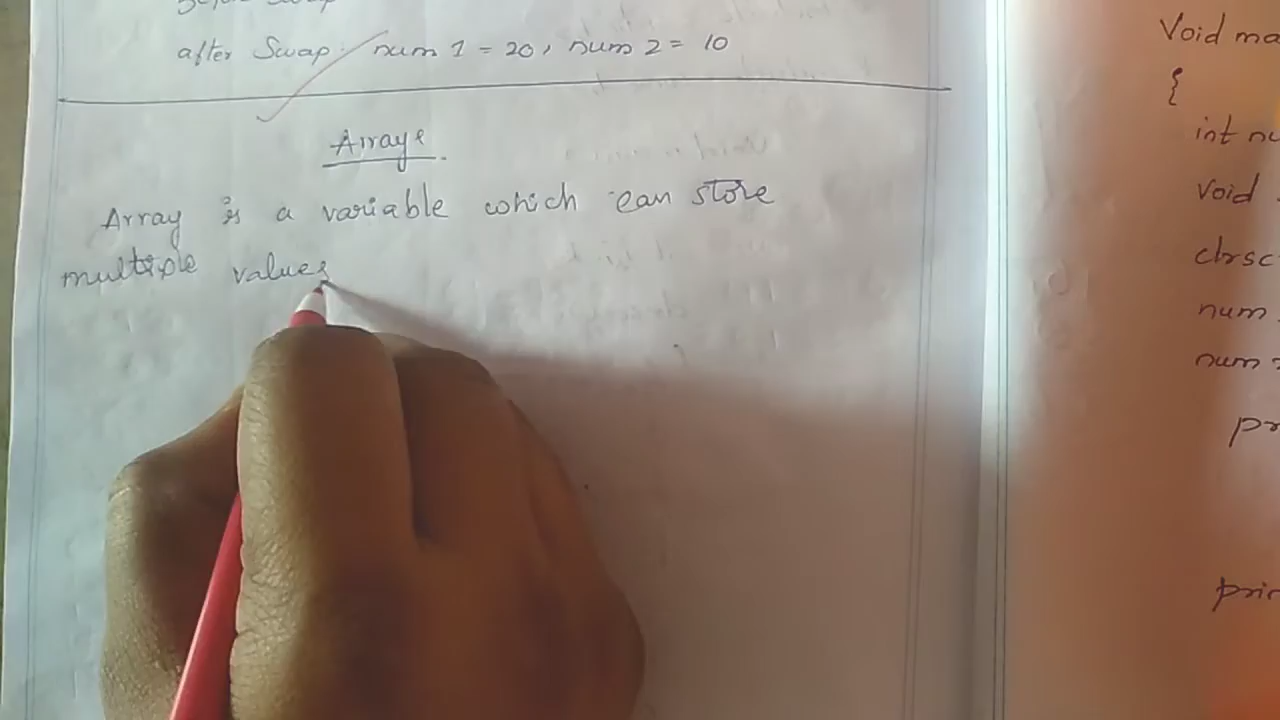 after Swap: num 1 = 20, num 2 = 10
Arrays
Array is a variable which can store
multiple values
Void ma
{
int nu
Void
clrsc
num
num
pr
prin